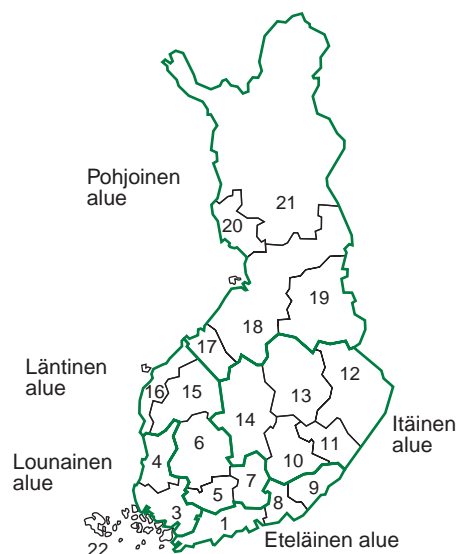 Pohjoinen
alue
21
20
19
18
17
Läntinen
alue
16
15
14
13
12
Itäinen
alue
11
10
9
8
7
6
5
4
Lounainen
alue
3
1
22
Eteläinen alue